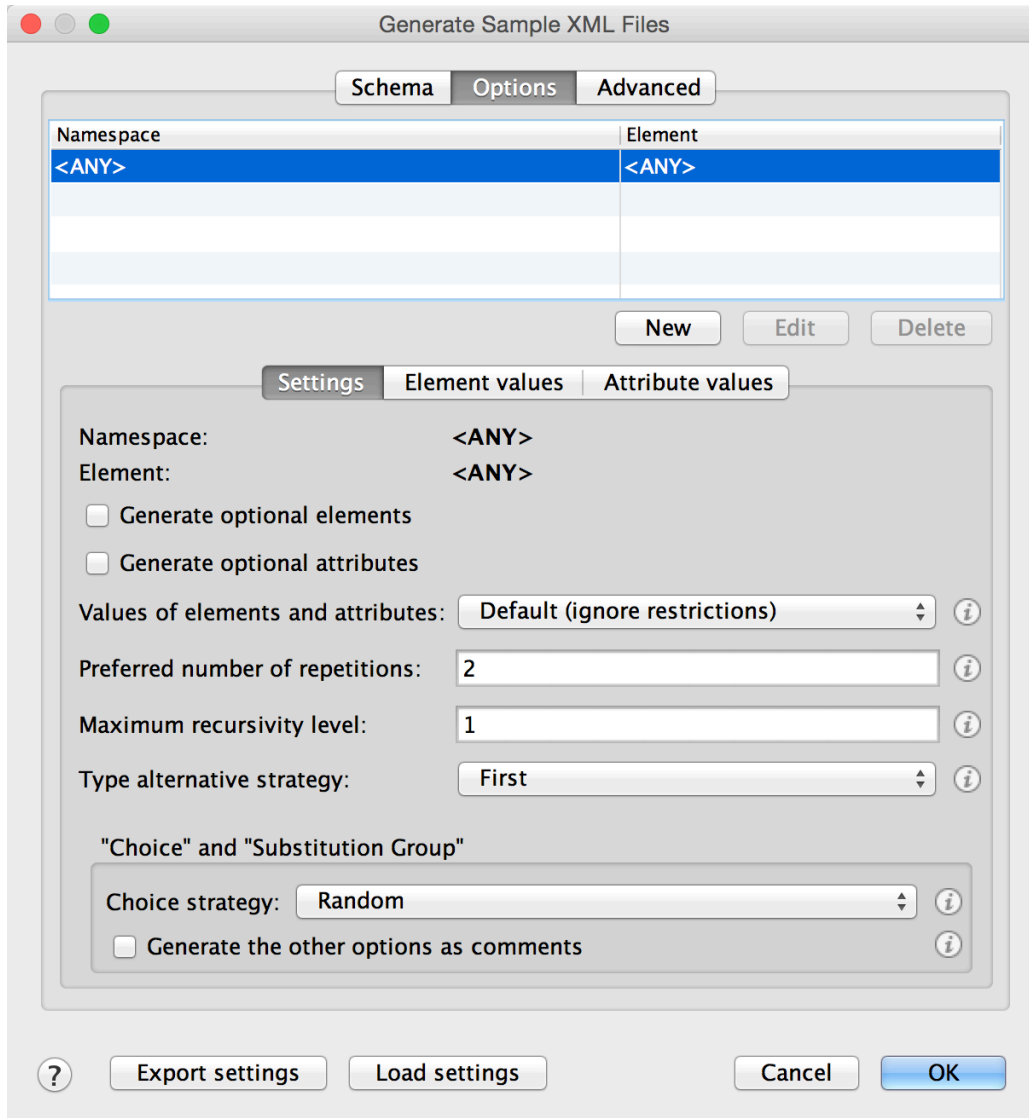 Generate Sample XML Files
Schema Options Advanced
Namespace Element
<ANY> <ANY>
New Edit Delete
Settings Element values Attribute values
Namespace: <ANY>
Element: <ANY>
Generate optional elements
Generate optional attributes
Values of elements and attributes: Default (ignore restrictions) i
Preferred number of repetitions: 2 i
Maximum recursivity level: 1 i
Type alternative strategy: First i
"Choice" and "Substitution Group"
Choice strategy: Random i
Generate the other options as comments i
? Export settings Load settings Cancel OK